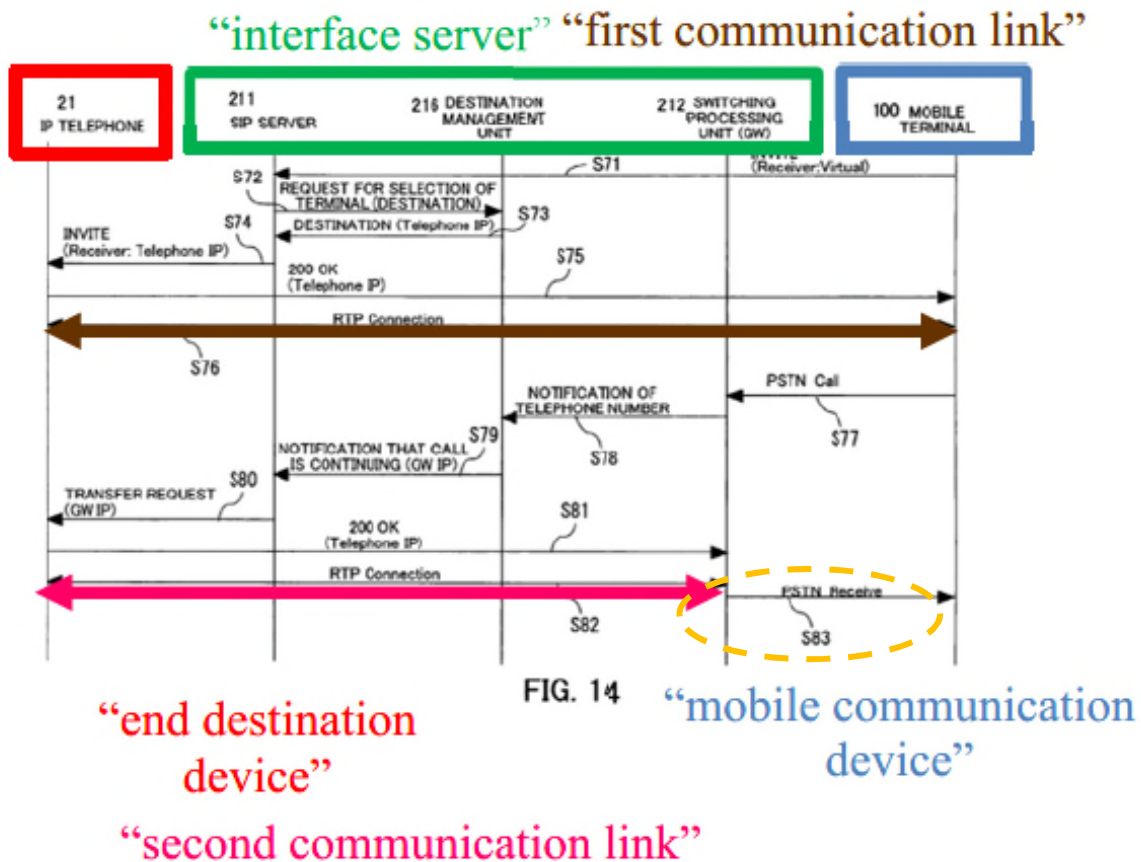 “interface server” “first communication link”
21
IP TELEPHONE
211
SIP SERVER
216 DESTINATION
MANAGEMENT
UNIT
212 SWITCHING
PROCESSING
UNIT (GW)
100 MOBILE
TERMINAL
S71
INVITE
(Receiver:Virtual)
S72
REQUEST FOR SELECTION OF
TERMINAL (DESTINATION)
S73
DESTINATION (Telephone IP)
S74
INVITE
(Receiver: Telephone IP)
200 OK
(Telephone IP)
S75
RTP Connection
S76
PSTN Call
S77
NOTIFICATION OF
TELEPHONE NUMBER
S78
S79
NOTIFICATION THAT CALL
IS CONTINUING (GW IP)
S80
TRANSFER REQUEST
(GW IP)
S81
200 OK
(Telephone IP)
RTP Connection
S82
PSTN Receive
S83
FIG. 14
“end destination
device”
“mobile communication
device”
“second communication link”